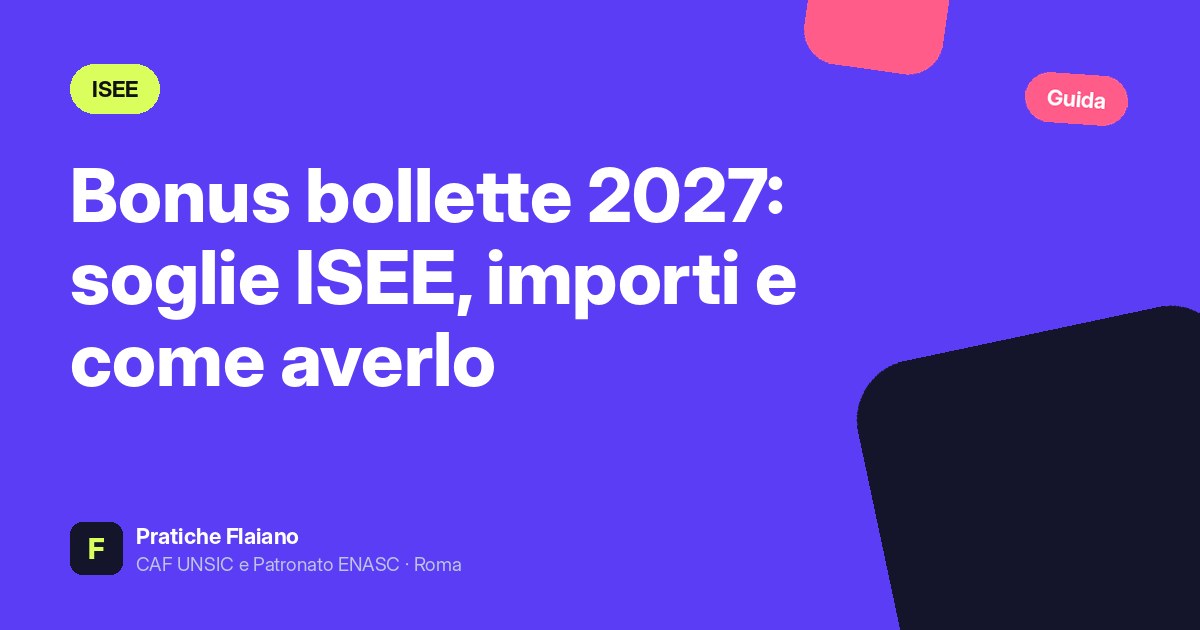 ISEE
Guida
Bonus bollette 2027:
soglie ISEE, importi e
come averlo
F
Pratiche Flaiano
CAF UNSIC e Patronato ENASC · Roma